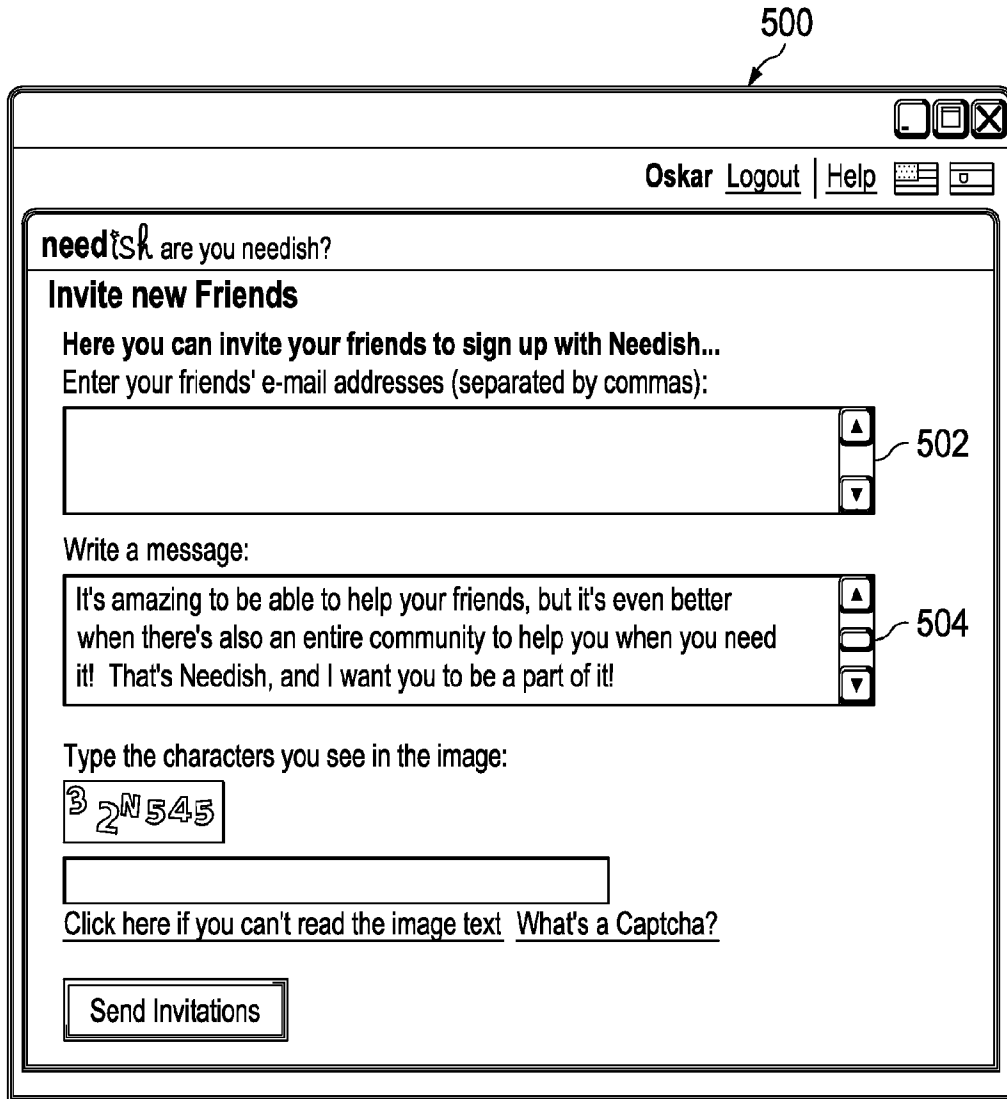 500
Oskar Logout | Help
needish are you needish?
Invite new Friends
Here you can invite your friends to sign up with Needish...
Enter your friends' e-mail addresses (separated by commas):
502
Write a message:
It's amazing to be able to help your friends, but it's even better
when there's also an entire community to help you when you need
it! That's Needish, and I want you to be a part of it!
504
Type the characters you see in the image:
32N545
Click here if you can't read the image text What's a Captcha?
Send Invitations